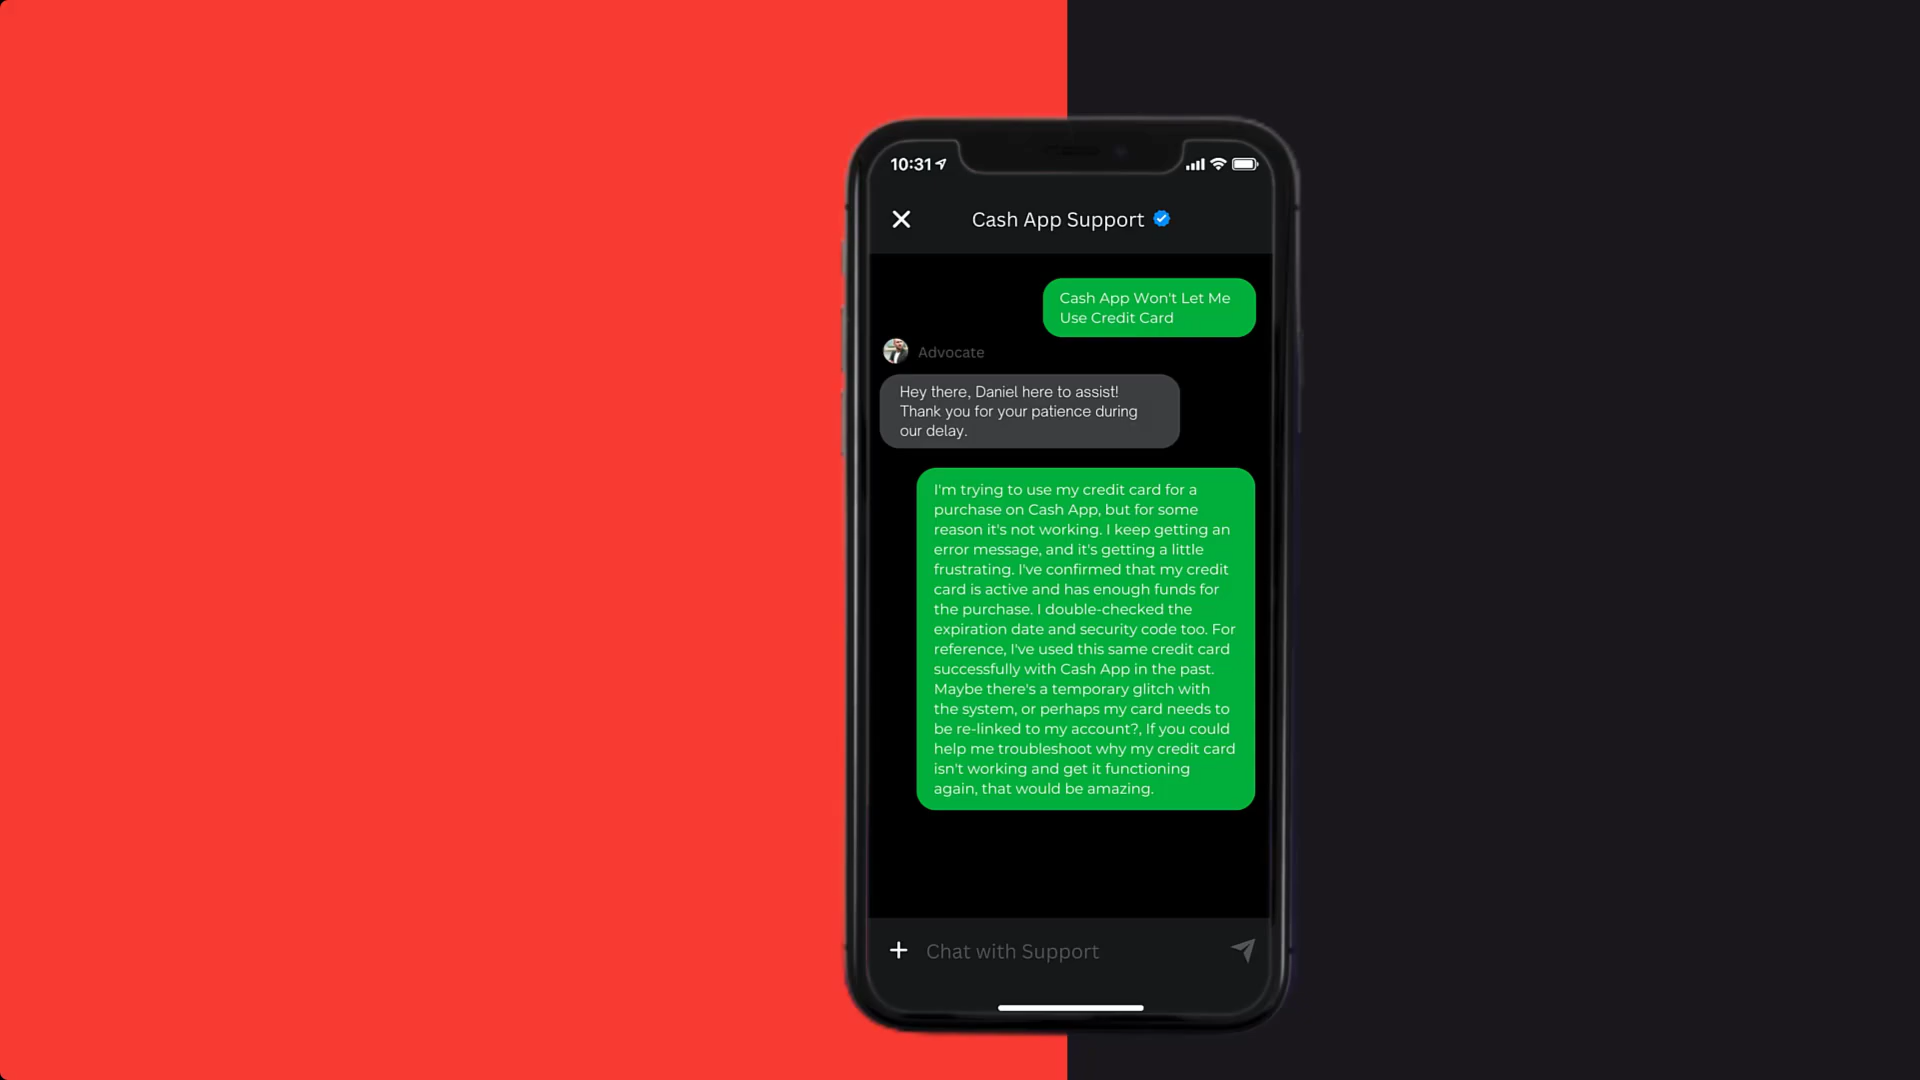 10:31
Cash App Support
Cash App Won't Let Me
Use Credit Card
Advocate
Hey there, Daniel here to assist!
Thank you for your patience during
our delay.
I'm trying to use my credit card for a
purchase on Cash App, but for some
reason it's not working. I keep getting an
error message, and it's getting a little
frustrating. I've confirmed that my credit
card is active and has enough funds for
the purchase. I double-checked the
expiration date and security code too. For
reference, I've used this same credit card
successfully with Cash App in the past.
Maybe there's a temporary glitch with
the system, or perhaps my card needs to
be re-linked to my account?, If you could
help me troubleshoot why my credit card
isn't working and get it functioning
again, that would be amazing.
Chat with Support